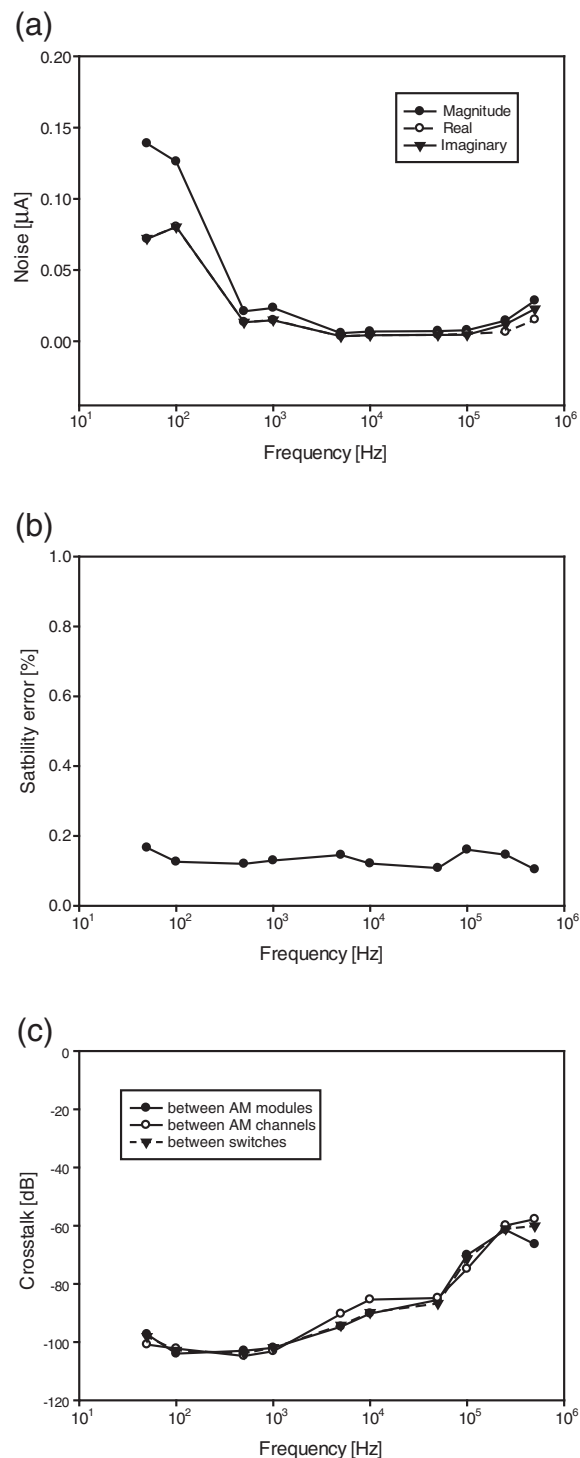 (a)
0.20
0.15
0.10
0.05
0.00
Noise [µA]
Magnitude
Real
Imaginary
10¹ 10² 10³ 10⁴ 10⁵ 10⁶
Frequency [Hz]
(b)
1.0
0.8
0.6
0.4
0.2
0.0
Satbility error [%]
10¹ 10² 10³ 10⁴ 10⁵ 10⁶
Frequency [Hz]
(c)
0
-20
-40
-60
-80
-100
-120
Crosstalk [dB]
between AM modules
between AM channels
between switches
10¹ 10² 10³ 10⁴ 10⁵ 10⁶
Frequency [Hz]